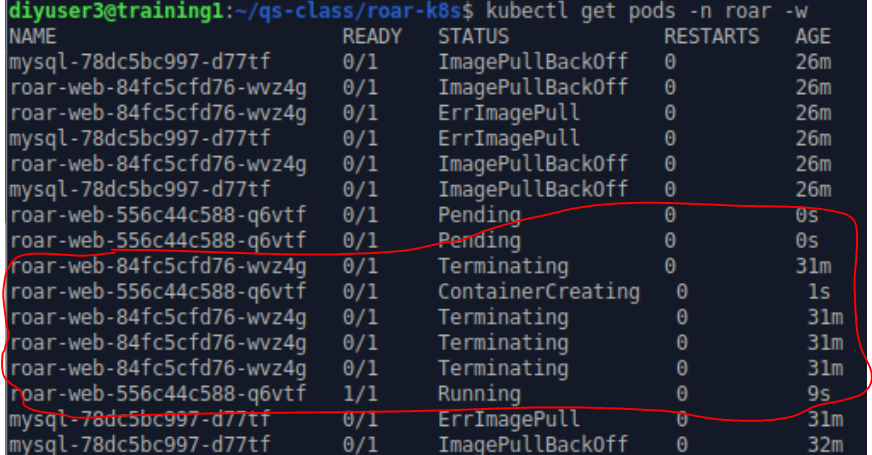 diyuser3@training1:~/qs-class/roar-k8s$ kubectl get pods -n roar -w
NAME READY STATUS RESTARTS AGE
mysql-78dc5bc997-d77tf 0/1 ImagePullBackOff 0 26m
roar-web-84fc5cfd76-wvz4g 0/1 ImagePullBackOff 0 26m
roar-web-84fc5cfd76-wvz4g 0/1 ErrImagePull 0 26m
mysql-78dc5bc997-d77tf 0/1 ErrImagePull 0 26m
roar-web-84fc5cfd76-wvz4g 0/1 ImagePullBackOff 0 26m
mysql-78dc5bc997-d77tf 0/1 ImagePullBackOff 0 26m
roar-web-556c44c588-q6vtf 0/1 Pending 0 0s
roar-web-556c44c588-q6vtf 0/1 Pending 0 0s
roar-web-84fc5cfd76-wvz4g 0/1 Terminating 0 31m
roar-web-556c44c588-q6vtf 0/1 ContainerCreating 0 1s
roar-web-84fc5cfd76-wvz4g 0/1 Terminating 0 31m
roar-web-84fc5cfd76-wvz4g 0/1 Terminating 0 31m
roar-web-84fc5cfd76-wvz4g 0/1 Terminating 0 31m
roar-web-556c44c588-q6vtf 1/1 Running 0 9s
mysql-78dc5bc997-d77tf 0/1 ErrImagePull 0 31m
mysql-78dc5bc997-d77tf 0/1 ImagePullBackOff 0 32m